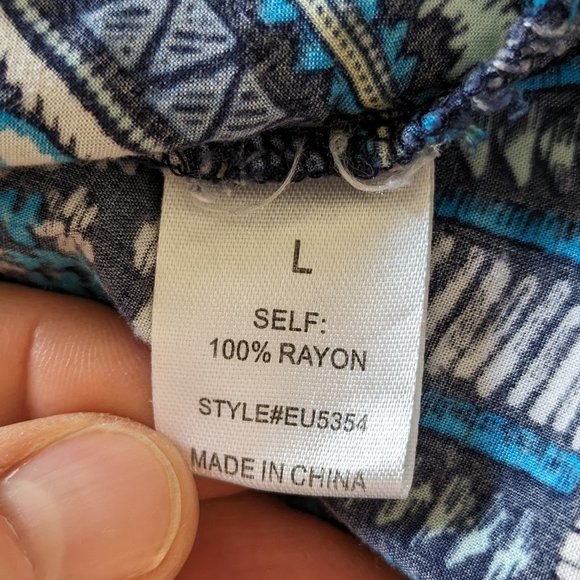 L
SELF:
100% RAYON
STYLE#EU5354
MADE IN CHINA